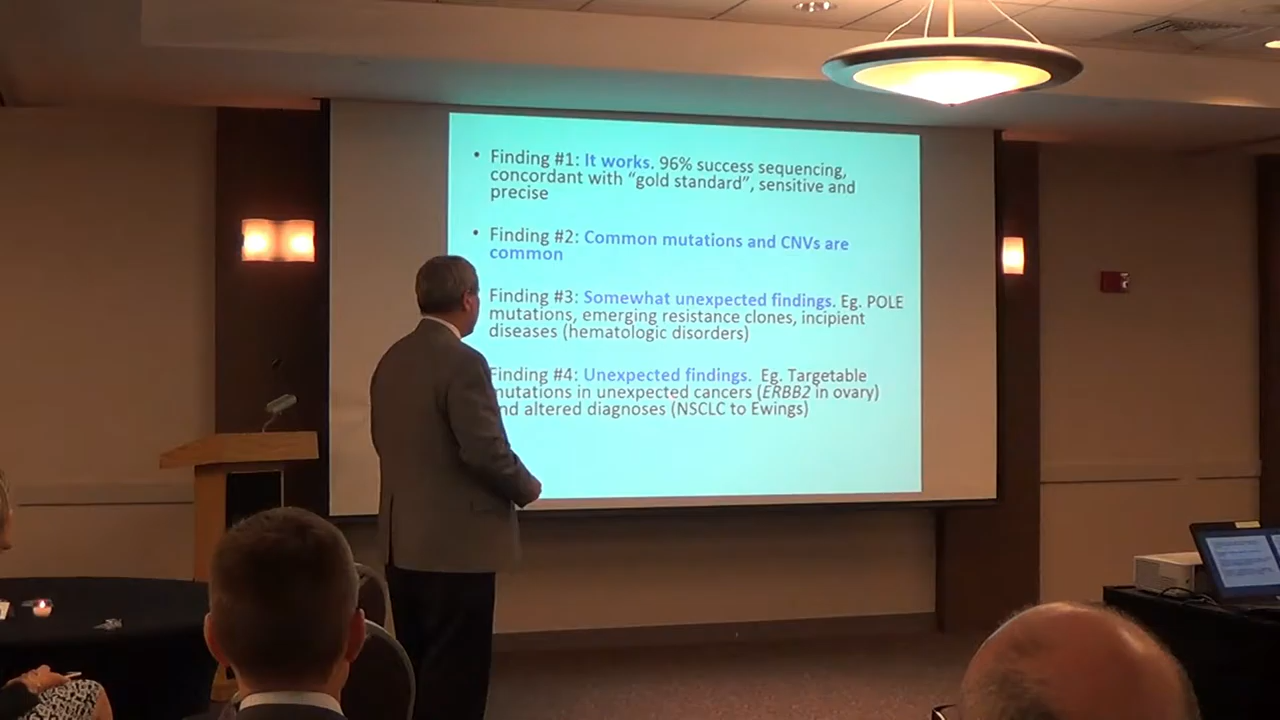 • Finding #1: It works. 96% success sequencing,
concordant with “gold standard”, sensitive and
precise
• Finding #2: Common mutations and CNVs are
common
Finding #3: Somewhat unexpected findings. Eg. POLE
mutations, emerging resistance clones, incipient
diseases (hematologic disorders)
Finding #4: Unexpected findings. Eg. Targetable
mutations in unexpected cancers (ERBB2 in ovary)
and altered diagnoses (NSCLC to Ewings)